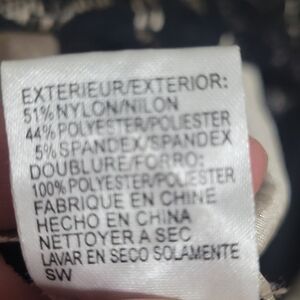 EXTERIEUR/EXTERIOR:
51% NYLON/NILON
44% POLYESTER/POLIESTER
5% SPANDEX/SPANDEX
DOUBLURE/FORRO:
100% POLYESTER/POLIESTER
FABRIQUE EN CHINE
HECHO EN CHINA
NETTOYER A SEC
LAVAR EN SECO SOLAMENTE
SW